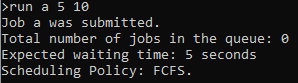 >run a 5 10
Job a was submitted.
Total number of jobs in the queue: 0
Expected waiting time: 5 seconds
Scheduling Policy: FCFS.